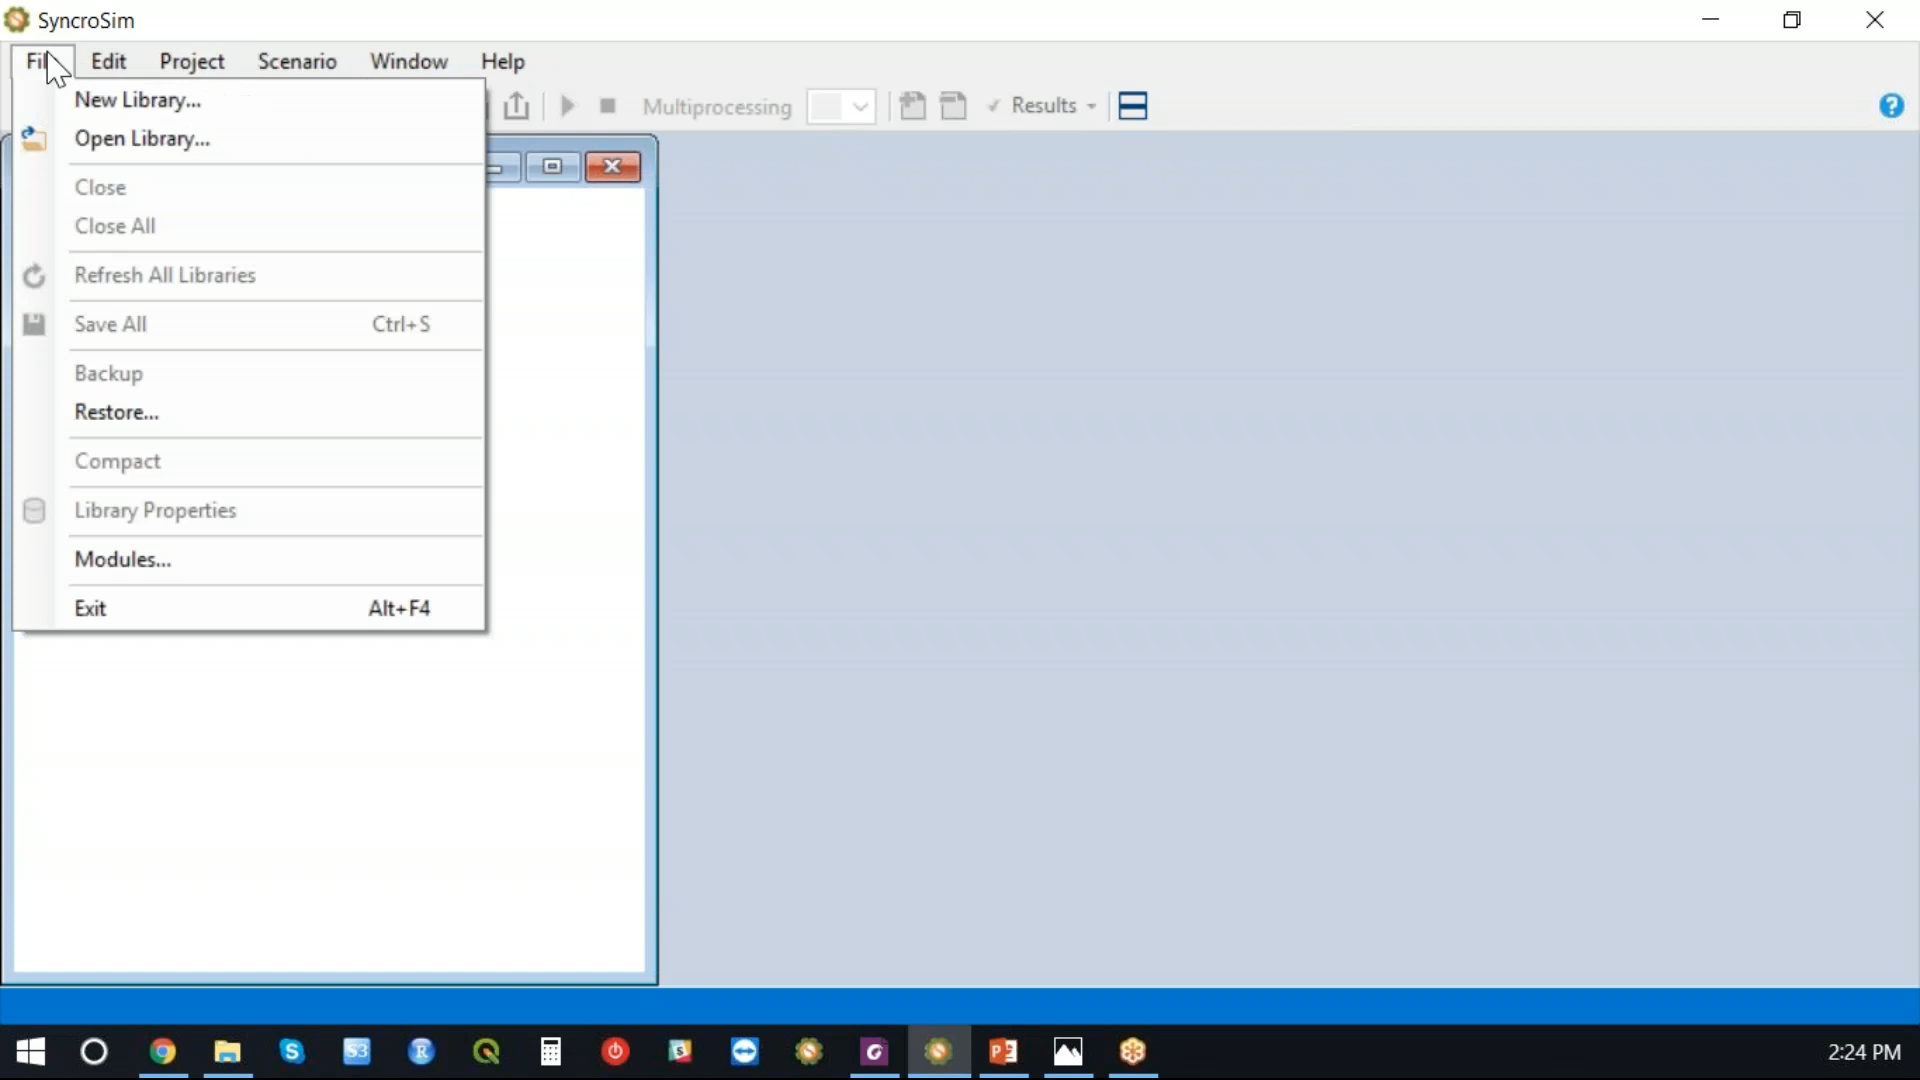 SyncroSim
Edit Project Scenario Window Help
New Library...
Multiprocessing
Results
Open Library...
Close
Close All
Refresh All Libraries
Save All Ctrl+S
Backup
Restore...
Compact
Library Properties
Modules...
Exit Alt+F4
2:24 PM